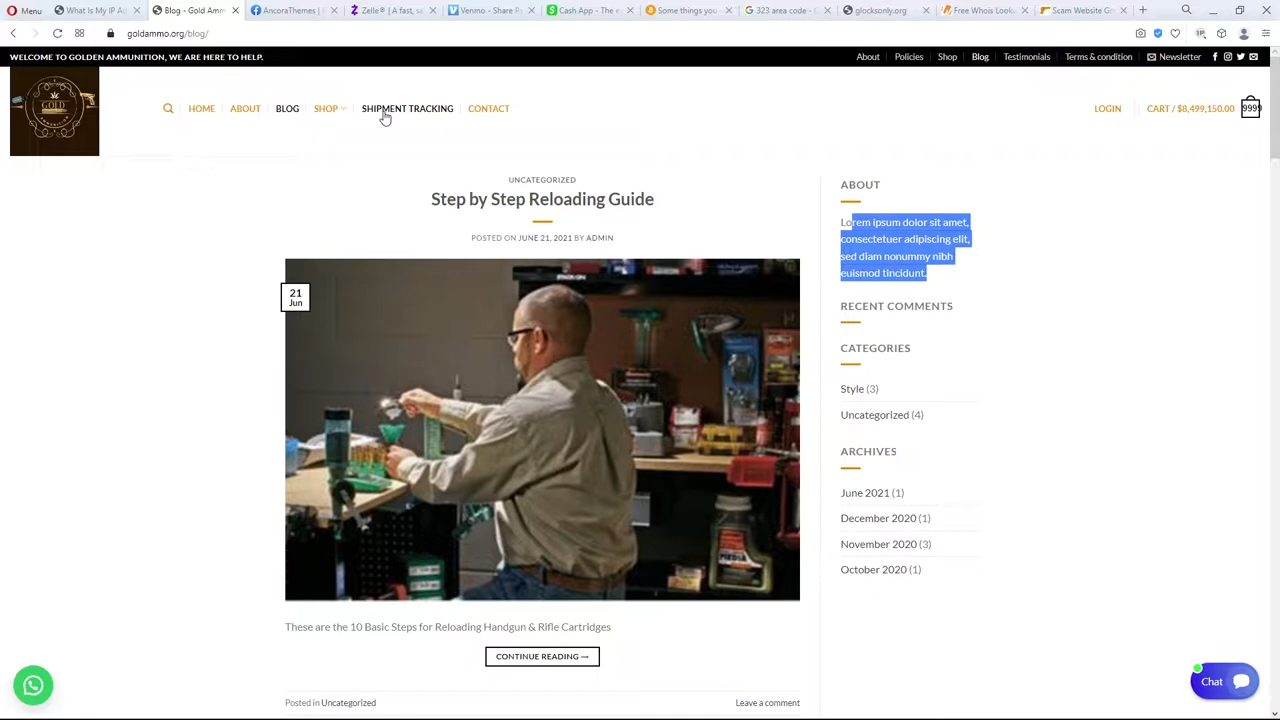 Menu
What Is My IP Ad
Blog - Gold Amm
AncoraThemes |
Zelle® | A fast, sa
Venmo - Share P
Cash App - The e
Some things you
323 area code -
glocksonly.org
Free Whois Look
Scam Website G
goldammo.org/blog/
WELCOME TO GOLDEN AMMUNITION, WE ARE HERE TO HELP.
About
Policies
Shop
Blog
Testimonials
Terms & condition
Newsletter
GOLD
HOME
ABOUT
BLOG
SHOP
SHIPMENT TRACKING
CONTACT
LOGIN
CART / $8,499,150.00
9999
UNCATEGORIZED
Step by Step Reloading Guide
POSTED ON JUNE 21, 2021 BY ADMIN
21
Jun
These are the 10 Basic Steps for Reloading Handgun & Rifle Cartridges
CONTINUE READING →
Posted in Uncategorized
Leave a comment
ABOUT
Lorem ipsum dolor sit amet,
consectetuer adipiscing elit,
sed diam nonummy nibh
euismod tincidunt.
RECENT COMMENTS
CATEGORIES
Style (3)
Uncategorized (4)
ARCHIVES
June 2021 (1)
December 2020 (1)
November 2020 (3)
October 2020 (1)
Chat